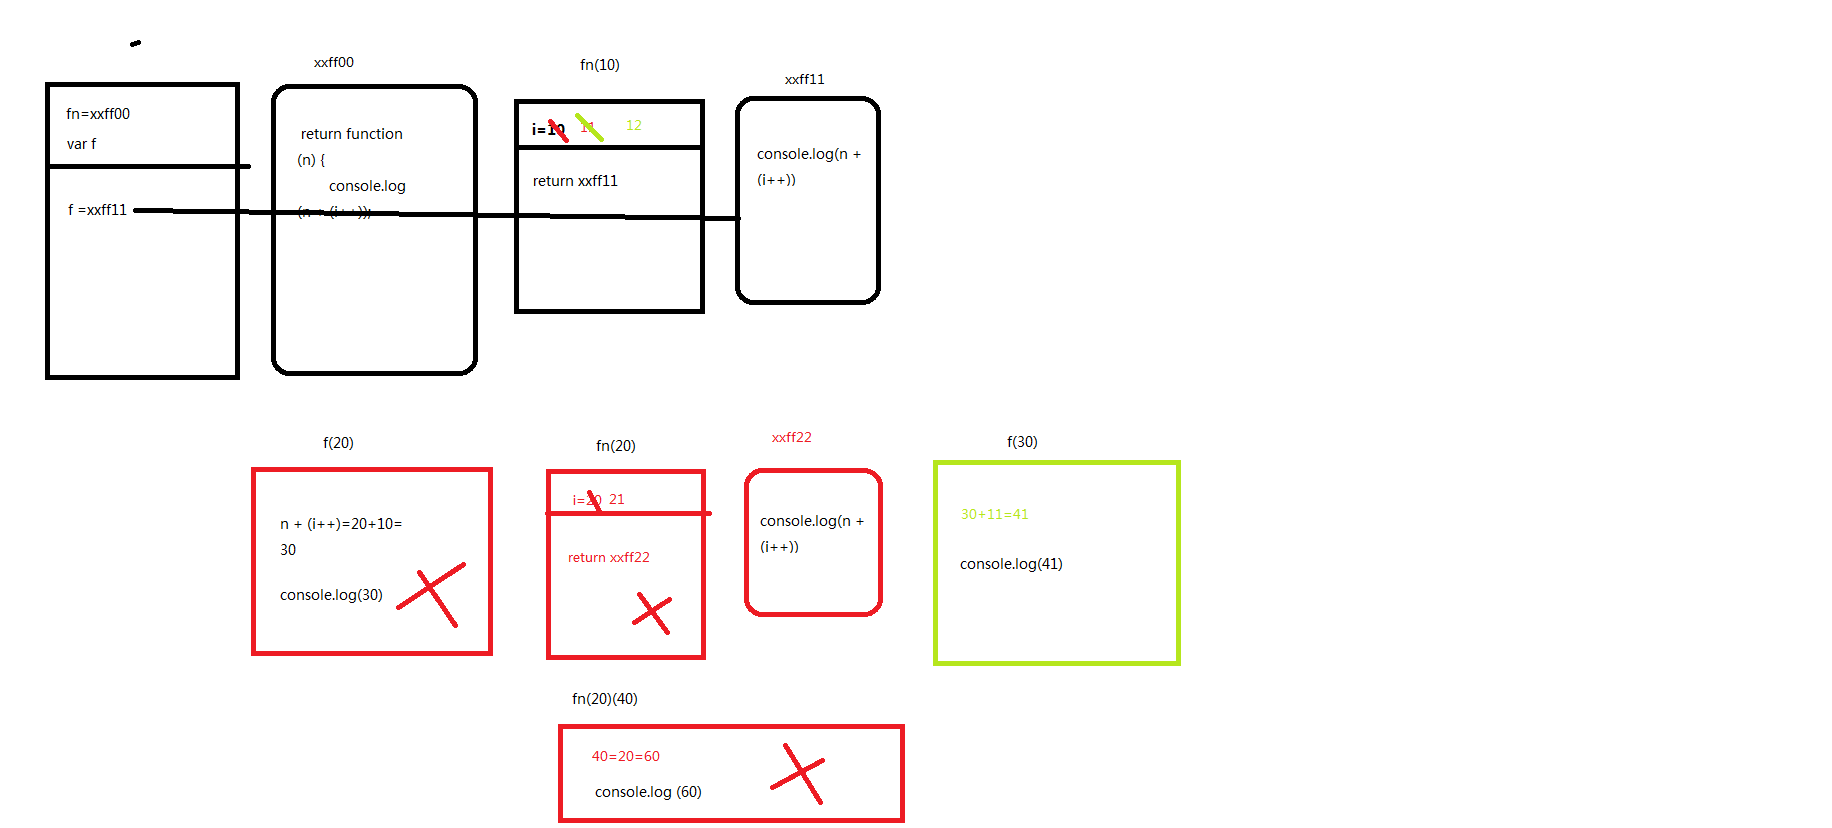 xxff00
fn(10)
xxff11
fn=xxff00
var f
f =xxff11
return function
(n) {
console.log
(n + (i++));
i=10 11 12
return xxff11
console.log(n +
(i++))
f(20)
fn(20)
xxff22
f(30)
n + (i++)=20+10=
30
console.log(30)
i=20 21
return xxff22
console.log(n +
(i++))
30+11=41
console.log(41)
fn(20)(40)
40=20=60
console.log (60)